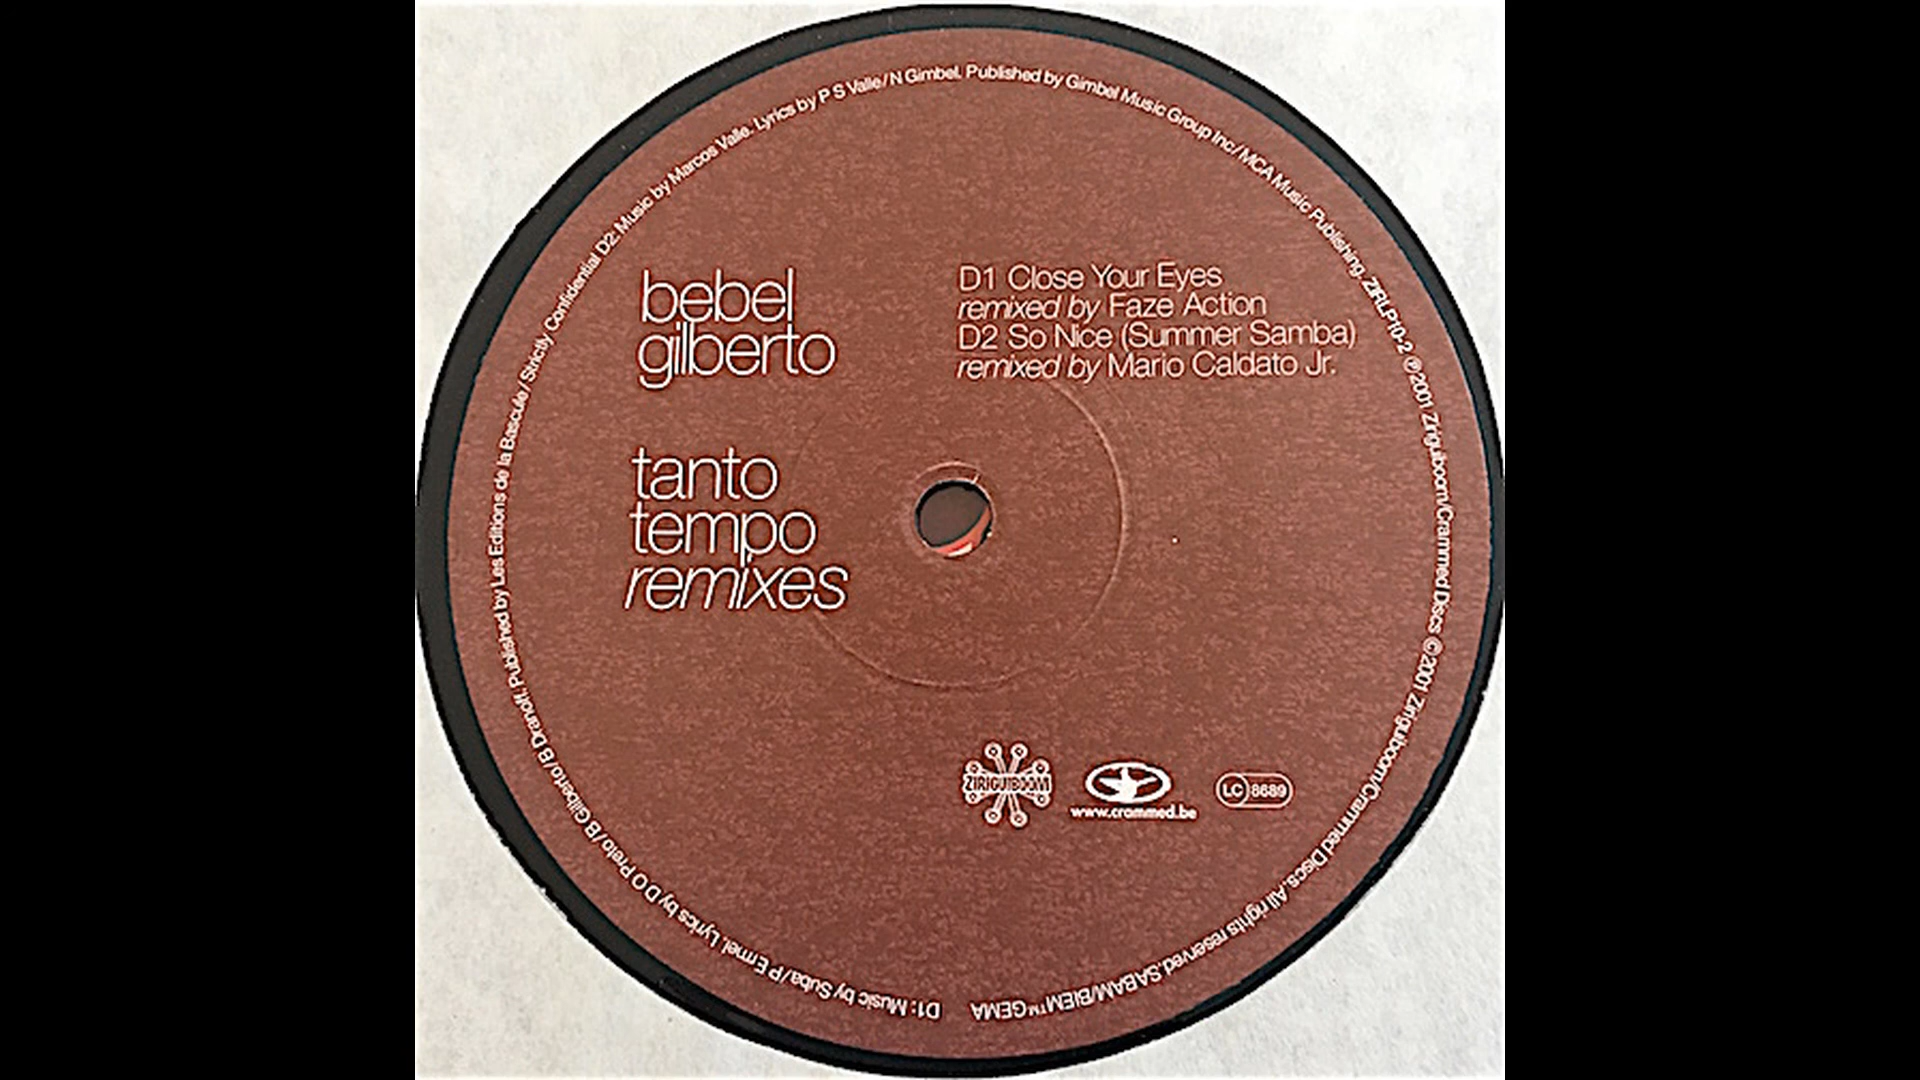 bebel
gilberto
tanto
tempo
remixes
D1 Close Your Eyes
remixed by Faze Action
D2 So Nice (Summer Samba)
remixed by Mario Caldato Jr.
ZIRIGUIBOOM
www.crammed.be
LC 8689
D1: Music by Suba/P Ermel. Lyrics by D O Preto/B Gilberto/B Dranoff. Published by Les Editions de la Bascule/Strictly Confidential D2: Music by Marcos Valle. Lyrics by P S Valle/N Gimbel. Published by Gimbel Music Group Inc/MCA Music Publishing. ZIRLP10-2 ℗2001 Ziriguiboom/Crammed Discs ©2001 Ziriguiboom/Crammed Discs. All rights reserved. SABAM/BIEM™GEMA